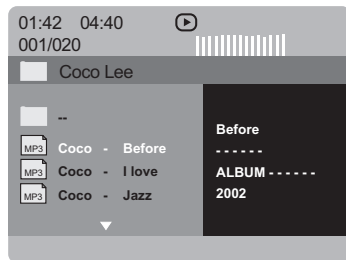 01:42 04:40
001/020
Coco Lee
--
MP3 Coco - Before
MP3 Coco - I love
MP3 Coco - Jazz
Before
- - - - - -
ALBUM - - - - - -
2002